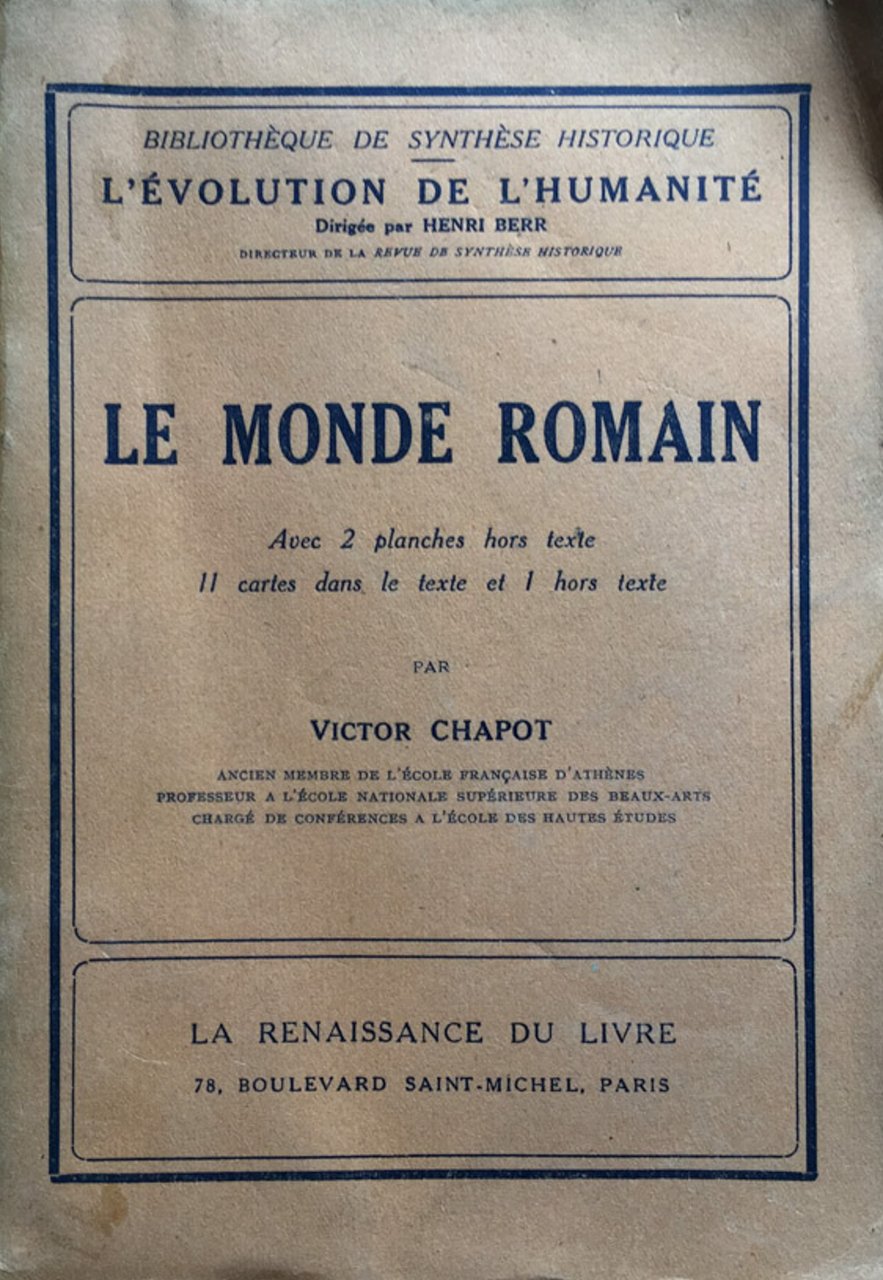 BIBLIOTHÈQUE DE SYNTHÈSE HISTORIQUE
L'ÉVOLUTION DE L'HUMANITÉ
Dirigée par HENRI BERR
DIRECTEUR DE LA REVUE DE SYNTHÈSE HISTORIQUE
LE MONDE ROMAIN
Avec 2 planches hors texte
11 cartes dans le texte et 1 hors texte
PAR
VICTOR CHAPOT
ANCIEN MEMBRE DE L'ÉCOLE FRANÇAISE D'ATHÈNES
PROFESSEUR A L'ÉCOLE NATIONALE SUPÉRIEURE DES BEAUX-ARTS
CHARGÉ DE CONFÉRENCES A L'ÉCOLE DES HAUTES ÉTUDES
LA RENAISSANCE DU LIVRE
78, BOULEVARD SAINT-MICHEL, PARIS